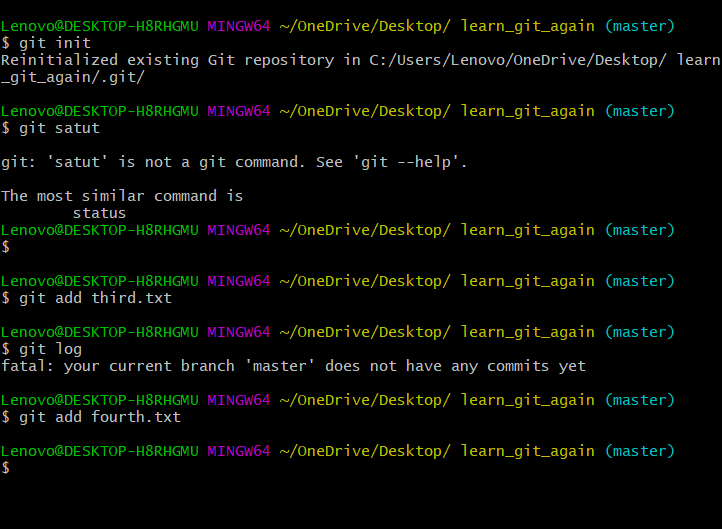 Lenovo@DESKTOP-H8RHGMU MINGW64 ~/OneDrive/Desktop/ learn_git_again (master)
$ git init
Reinitialized existing Git repository in C:/Users/Lenovo/OneDrive/Desktop/ learn
_git_again/.git/
Lenovo@DESKTOP-H8RHGMU MINGW64 ~/OneDrive/Desktop/ learn_git_again (master)
$ git satut
git: 'satut' is not a git command. See 'git --help'.
The most similar command is
status
Lenovo@DESKTOP-H8RHGMU MINGW64 ~/OneDrive/Desktop/ learn_git_again (master)
$
Lenovo@DESKTOP-H8RHGMU MINGW64 ~/OneDrive/Desktop/ learn_git_again (master)
$ git add third.txt
Lenovo@DESKTOP-H8RHGMU MINGW64 ~/OneDrive/Desktop/ learn_git_again (master)
$ git log
fatal: your current branch 'master' does not have any commits yet
Lenovo@DESKTOP-H8RHGMU MINGW64 ~/OneDrive/Desktop/ learn_git_again (master)
$ git add fourth.txt
Lenovo@DESKTOP-H8RHGMU MINGW64 ~/OneDrive/Desktop/ learn_git_again (master)
$